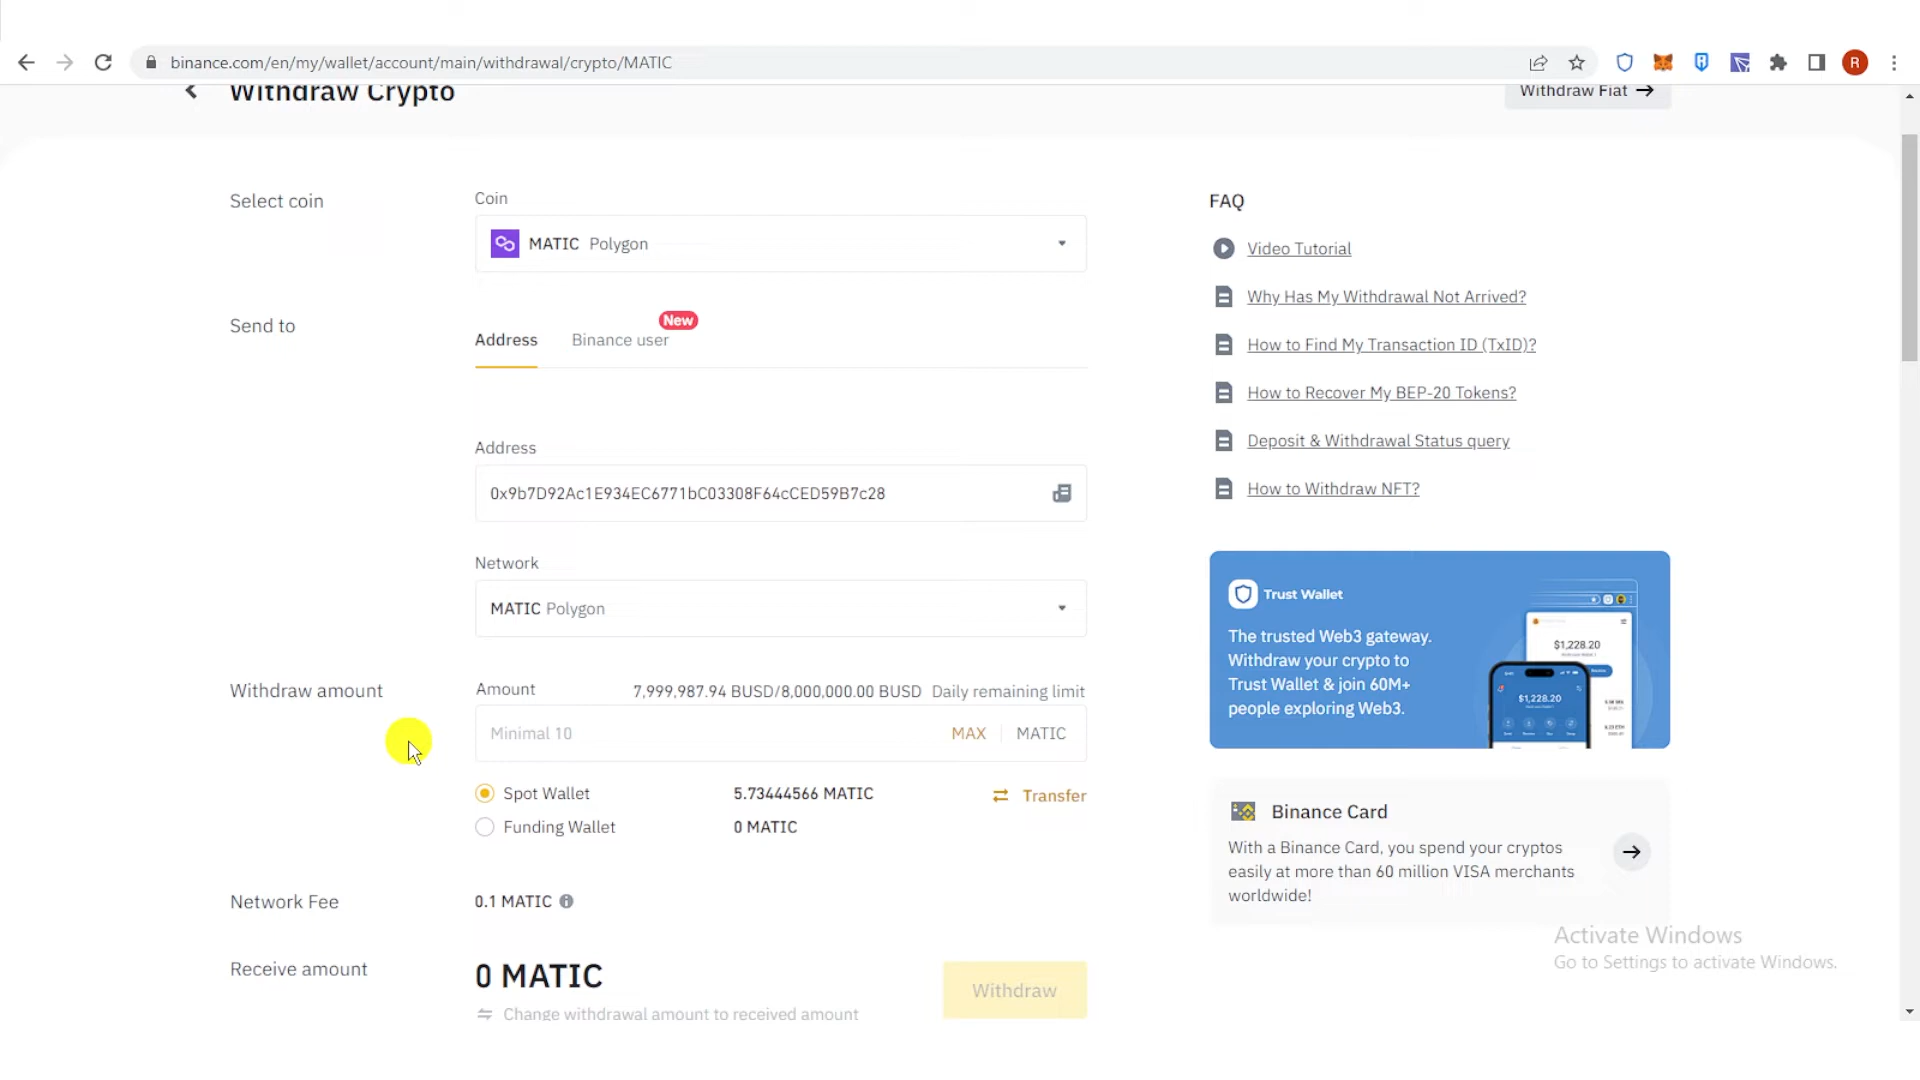 binance.com/en/my/wallet/account/main/withdrawal/crypto/MATIC
R
Withdraw Crypto
Withdraw Fiat
Select coin
Coin
MATIC Polygon
Send to
Address
Binance user
New
Address
0x9b7D92Ac1E934EC6771bC03308F64cCED59B7c28
Network
MATIC Polygon
Withdraw amount
Amount
7,999,987.94 BUSD/8,000,000.00 BUSD Daily remaining limit
Minimal 10
MAX
MATIC
Spot Wallet
5.73444566 MATIC
Transfer
Funding Wallet
0 MATIC
Network Fee
0.1 MATIC
Receive amount
0 MATIC
Change withdrawal amount to received amount
Withdraw
FAQ
Video Tutorial
Why Has My Withdrawal Not Arrived?
How to Find My Transaction ID (TxID)?
How to Recover My BEP-20 Tokens?
Deposit & Withdrawal Status query
How to Withdraw NFT?
Trust Wallet
The trusted Web3 gateway.
Withdraw your crypto to
Trust Wallet & join 60M+
people exploring Web3.
$1,228.20
$1,228.20
Binance Card
With a Binance Card, you spend your cryptos
easily at more than 60 million VISA merchants
worldwide!
Activate Windows
Go to Settings to activate Windows.